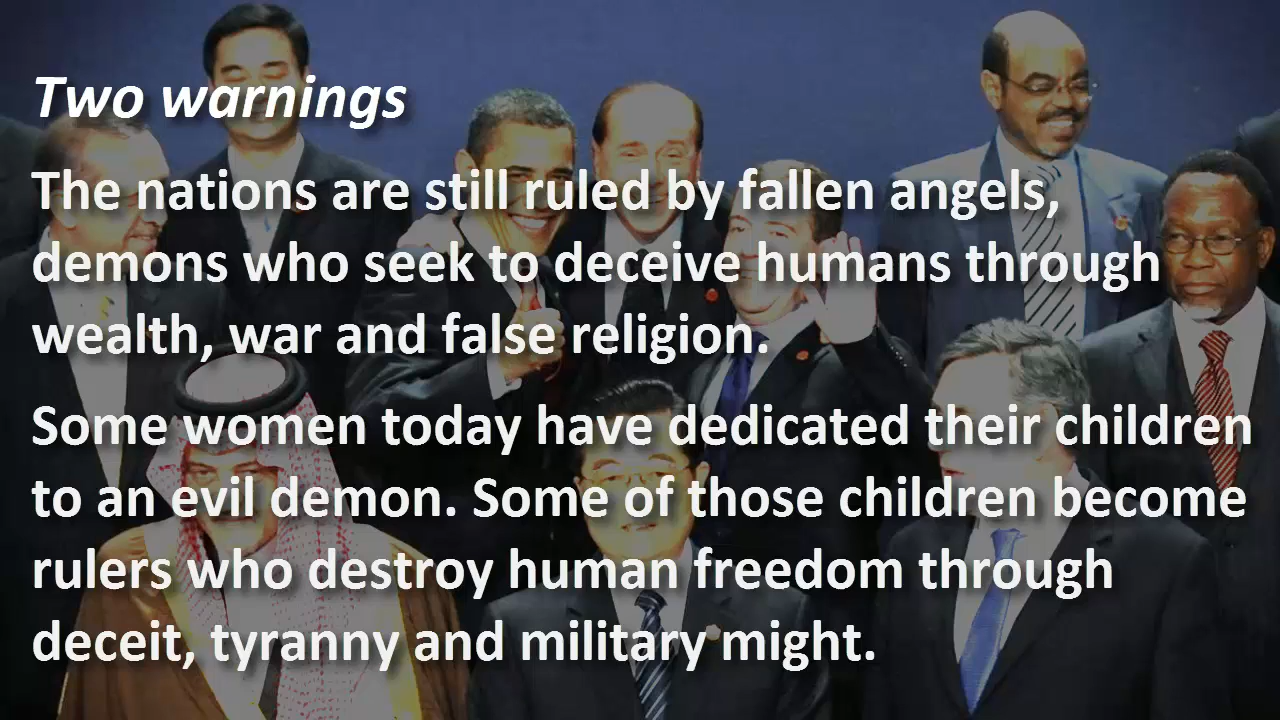 Two warnings
The nations are still ruled by fallen angels,
demons who seek to deceive humans through
wealth, war and false religion.
Some women today have dedicated their children
to an evil demon. Some of those children become
rulers who destroy human freedom through
deceit, tyranny and military might.